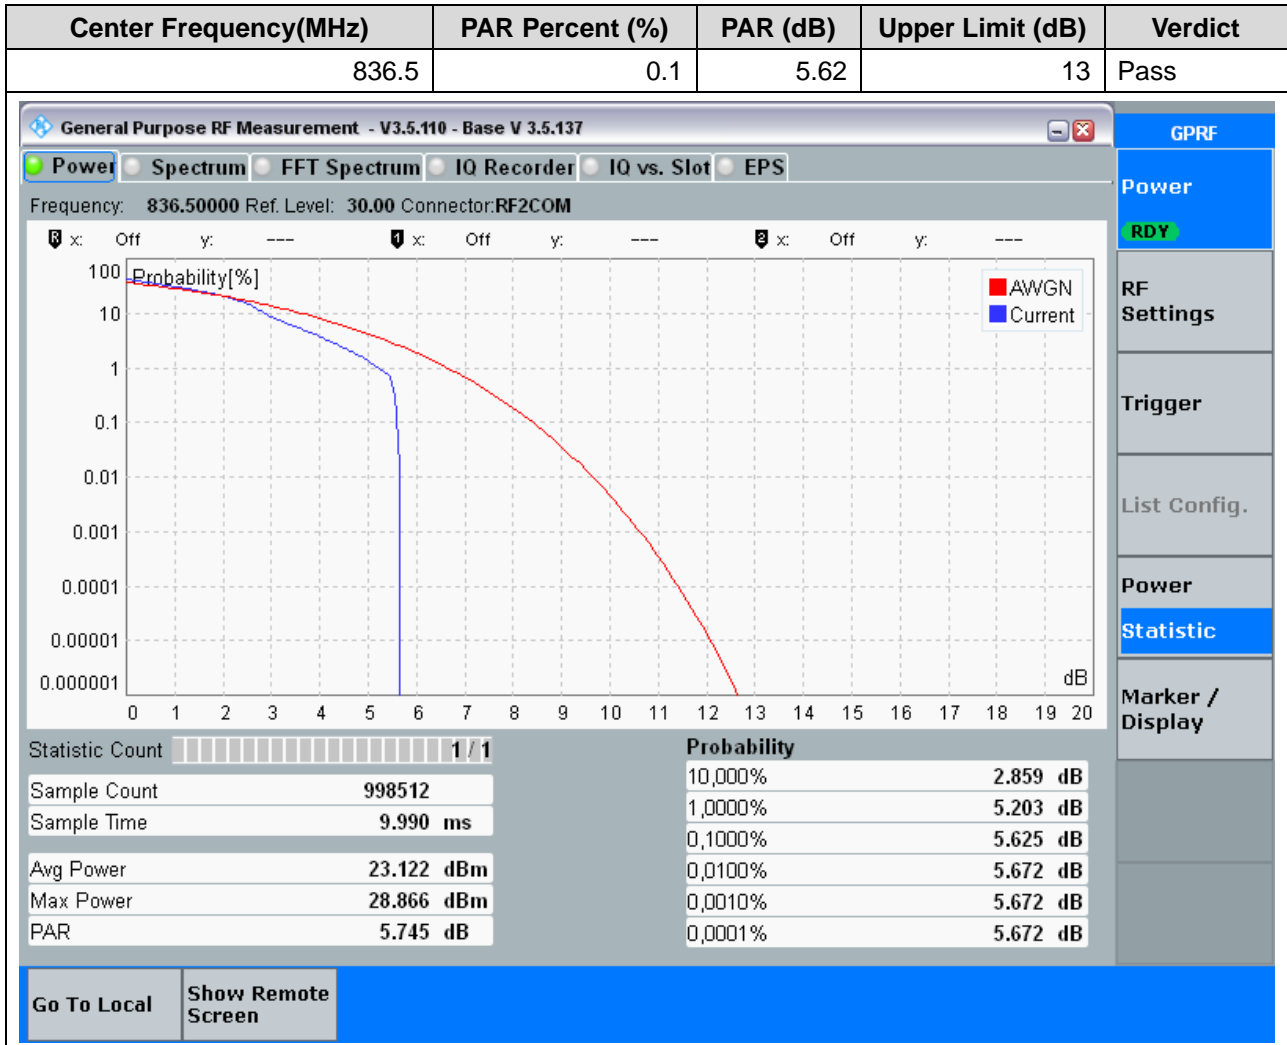 Center Frequency(MHz) PAR Percent (%) PAR (dB) Upper Limit (dB) Verdict
836.5 0.1 5.62 13 Pass
General Purpose RF Measurement - V3.5.110 - Base V 3.5.137
GPRF
Power Spectrum FFT Spectrum IQ Recorder IQ vs. Slot EPS
Frequency: 836.50000 Ref. Level: 30.00 Connector:RF2COM
R x: Off y: --- 1 x: Off y: --- 2 x: Off y: ---
Probability[%]
AWGN
Current
100
10
1
0.1
0.01
0.001
0.0001
0.00001
0.000001
dB
0 1 2 3 4 5 6 7 8 9 10 11 12 13 14 15 16 17 18 19 20
Statistic Count 1 / 1
Sample Count 998512
Sample Time 9.990 ms
Avg Power 23.122 dBm
Max Power 28.866 dBm
PAR 5.745 dB
Probability
10,000% 2.859 dB
1,0000% 5.203 dB
0,1000% 5.625 dB
0,0100% 5.672 dB
0,0010% 5.672 dB
0,0001% 5.672 dB
Power
RDY
RF
Settings
Trigger
List Config.
Power
Statistic
Marker /
Display
Go To Local
Show Remote
Screen